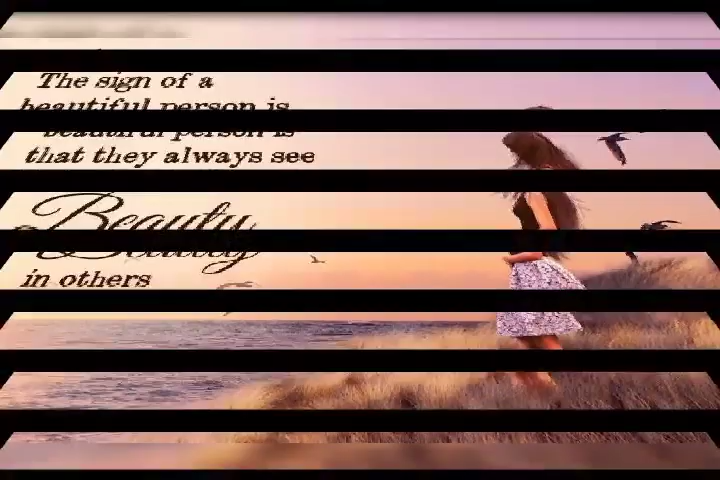 The sign of a
beautiful person is
that they always see
Beauty
in others